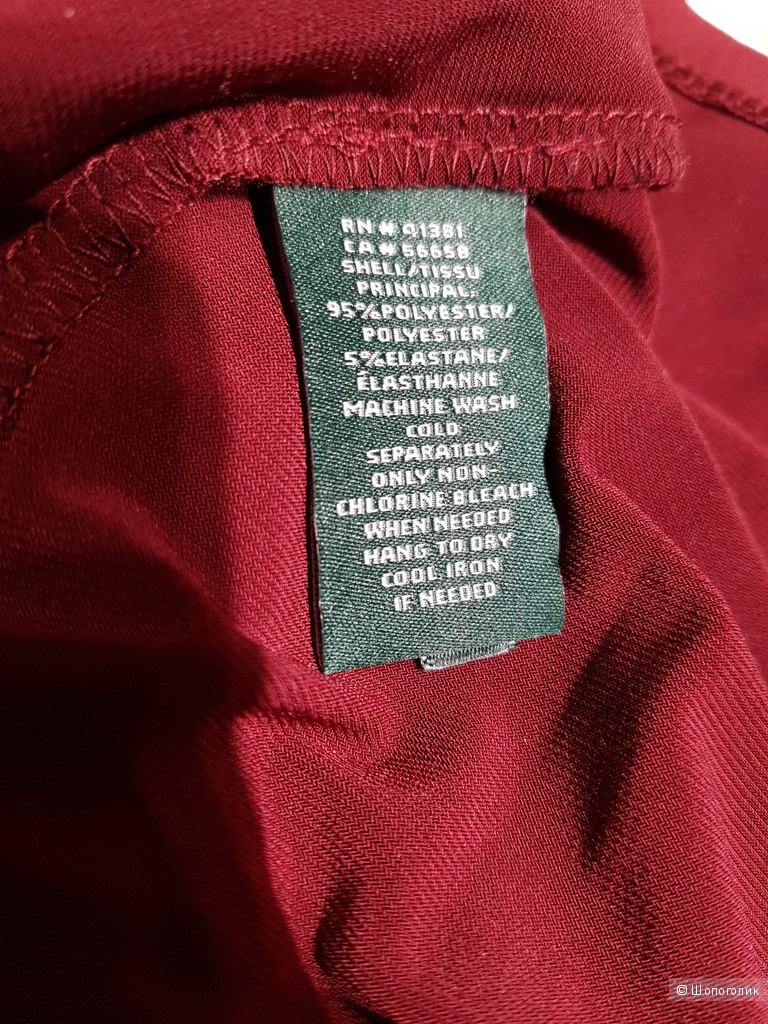 RN # 41381
CA # 56658
SHELL/TISSU
PRINCIPAL:
95%POLYESTER/
POLYESTER
5%ELASTANE/
ÉLASTHANNE
MACHINE WASH
COLD
SEPARATELY
ONLY NON-
CHLORINE BLEACH
WHEN NEEDED
HANG TO DRY
COOL IRON
IF NEEDED
© Шопоголик